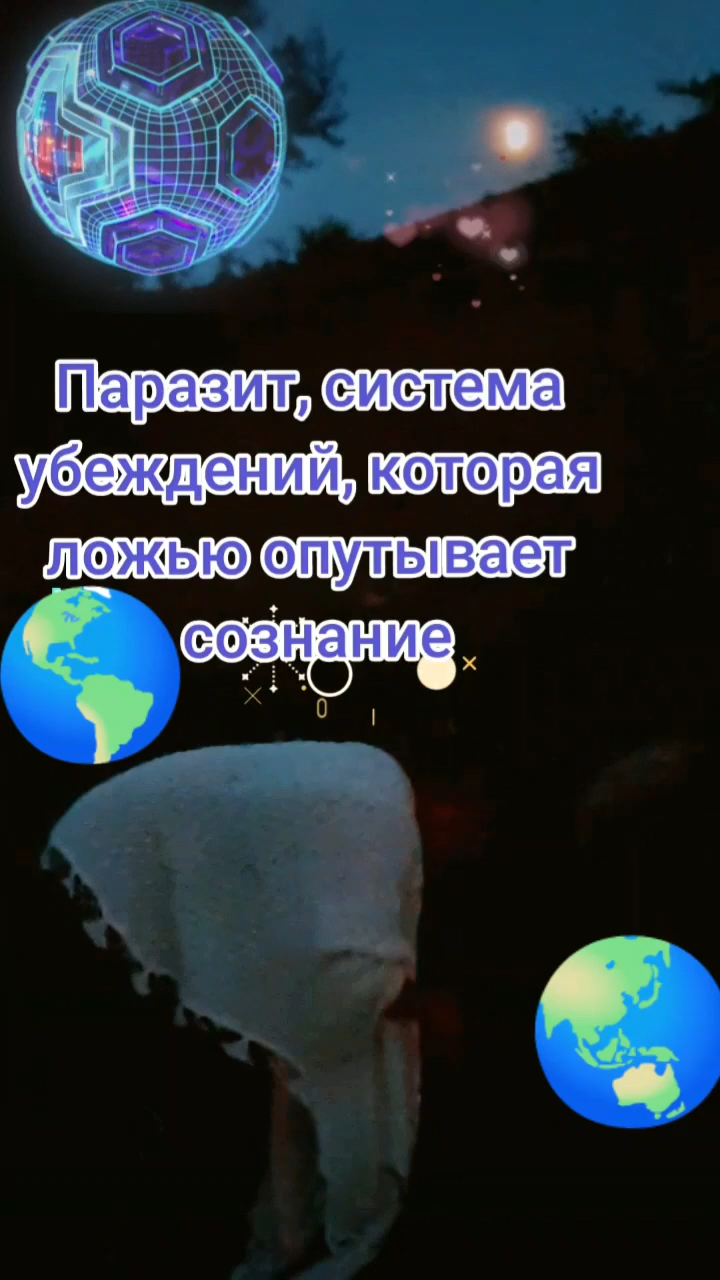 Паразит, система
убеждений, которая
ложью опутывает
сознание